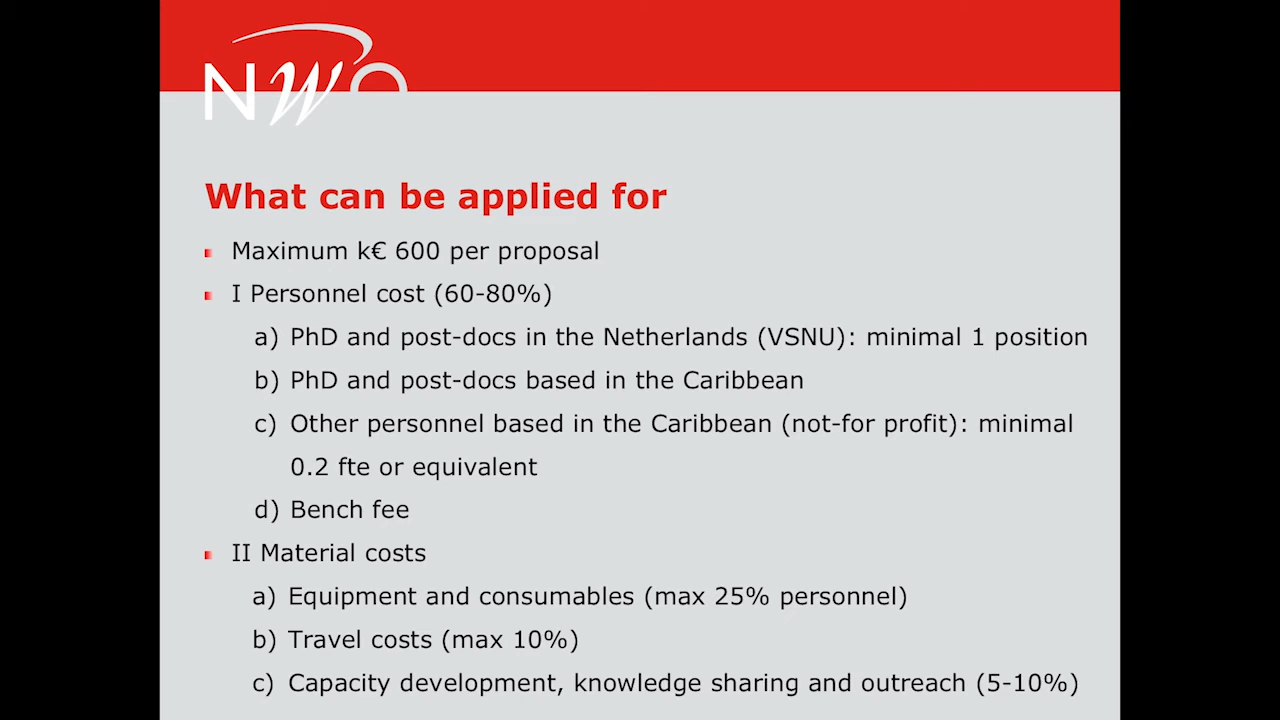 NWO
What can be applied for
Maximum k€ 600 per proposal
I Personnel cost (60-80%)
a) PhD and post-docs in the Netherlands (VSNU): minimal 1 position
b) PhD and post-docs based in the Caribbean
c) Other personnel based in the Caribbean (not-for profit): minimal
0.2 fte or equivalent
d) Bench fee
II Material costs
a) Equipment and consumables (max 25% personnel)
b) Travel costs (max 10%)
c) Capacity development, knowledge sharing and outreach (5-10%)